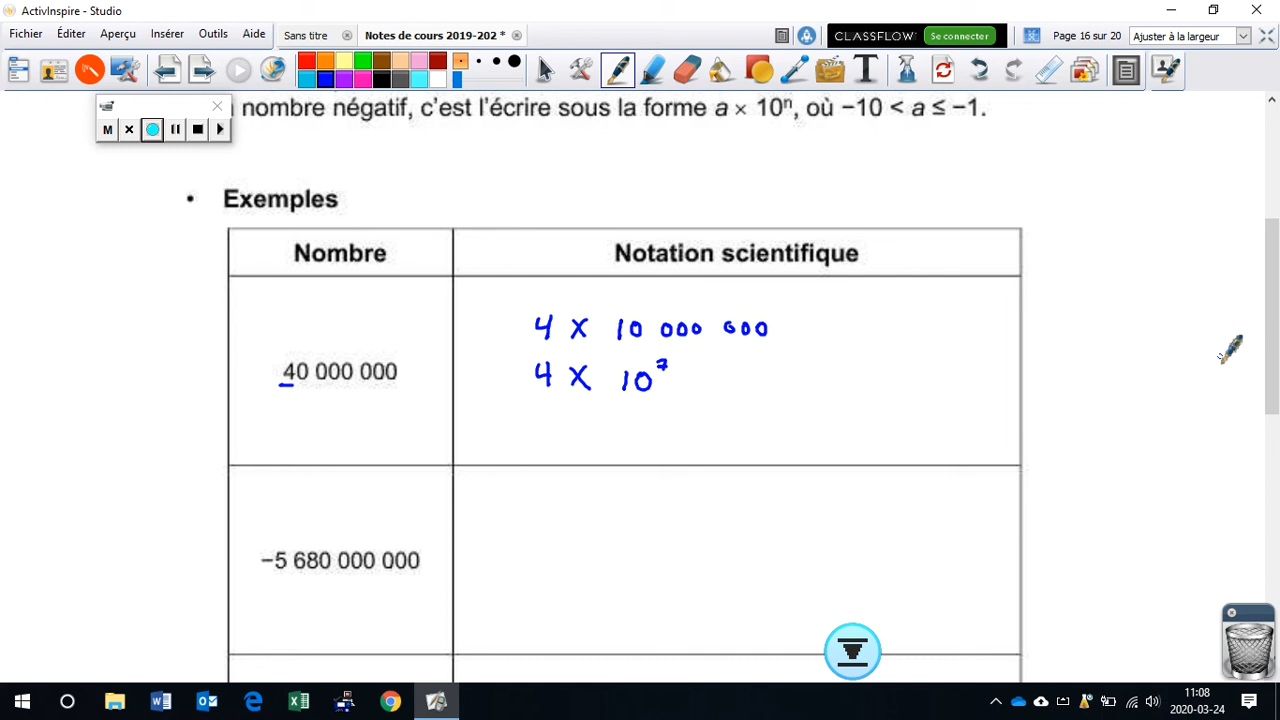 ActivInspire - Studio
Fichier Éditer Aperçu Insérer Outils Aide
Sans titre
Notes de cours 2019-202 *
CLASSFLOW
Se connecter
Page 16 sur 20
Ajuster à la largeur
M
nombre négatif, c'est l'écrire sous la forme a × 10ⁿ, où −10 < a ≤ −1.
• Exemples
Nombre
Notation scientifique
40 000 000
4 × 10 000 000
4 × 10⁷
−5 680 000 000
11:08
2020-03-24